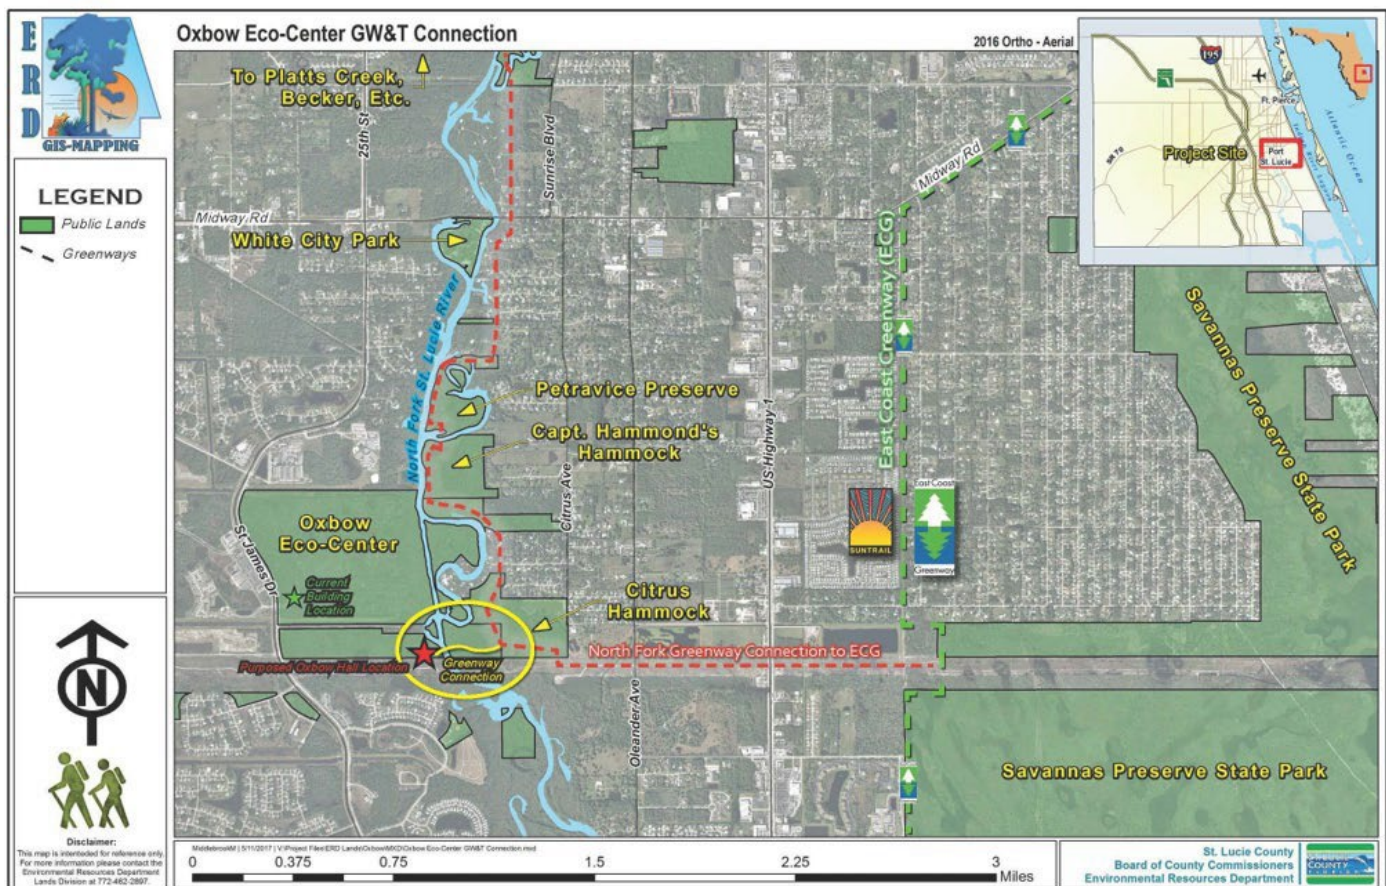 Oxbow Eco-Center GW&T Connection
2016 Ortho - Aerial
E
R
D
GIS-MAPPING
LEGEND
Public Lands
Greenways
To Platts Creek,
Becker, Etc.
25th St
Sunrise Blvd
Midway Rd
Midway Rd
White City Park
North Fork St. Lucie River
Petravice Preserve
Capt. Hammond's
Hammock
Citrus Ave
US Highway 1
East Coast Greenway (ECG)
SUNTRAIL
East Coast
Greenway
Savannas Preserve State Park
Oxbow
Eco-Center
St James Dr
Current
Building
Location
Citrus
Hammock
Purposed Oxbow Hall Location
Greenway
Connection
North Fork Greenway Connection to ECG
Oleander Ave
Savannas Preserve State Park
195
Ft. Pierce
Project Site
Port
St. Lucie
SR 70
Indian River Lagoon
Atlantic Ocean
N
Disclaimer:
This map is intended for reference only.
For more information please contact the
Environmental Resources Department
Lands Division at 772-462-2897.
0 0.375 0.75 1.5 2.25 3
Miles
St. Lucie County
Board of County Commissioners
Environmental Resources Department
COUNTY